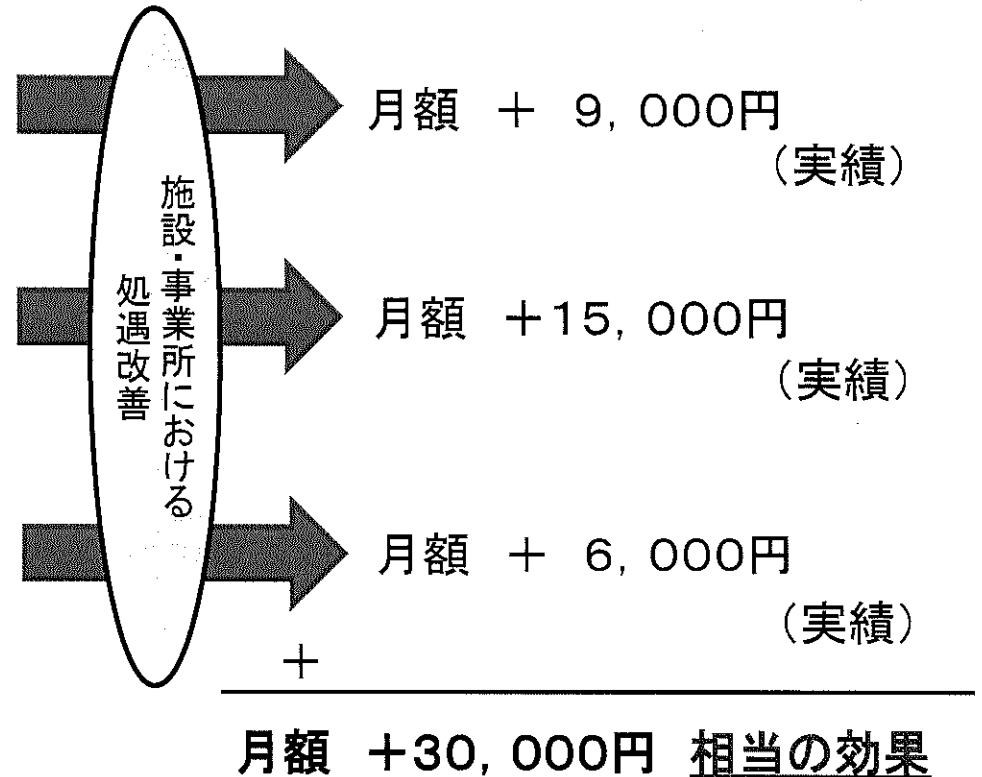 施設・事業所における
処遇改善
月額 + 9,000円
(実績)
月額 +15,000円
(実績)
月額 + 6,000円
(実績)
+
月額 +30,000円 相当の効果